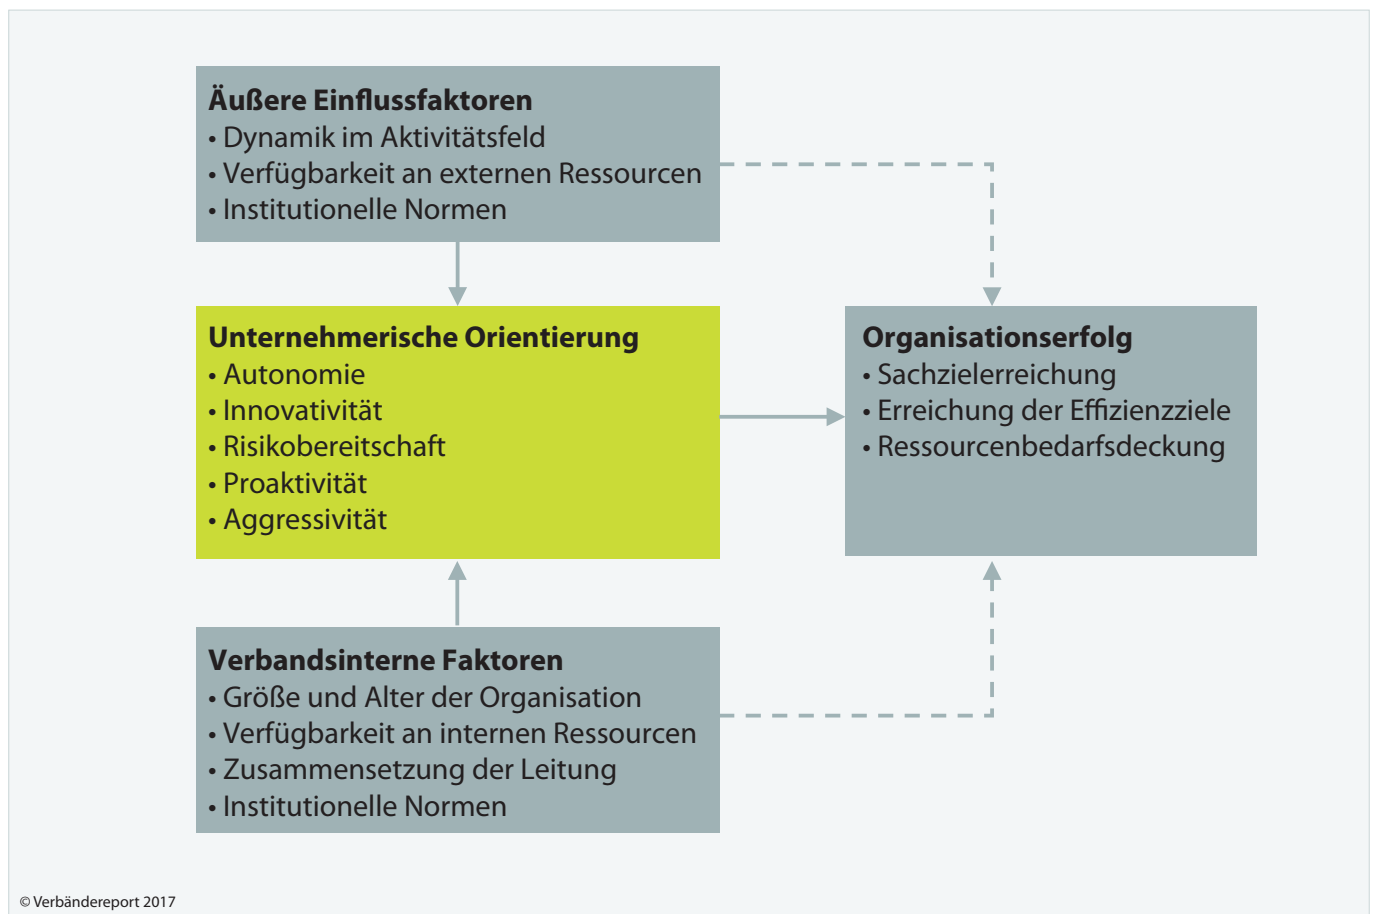 Äußere Einflussfaktoren
• Dynamik im Aktivitätsfeld
• Verfügbarkeit an externen Ressourcen
• Institutionelle Normen
Unternehmerische Orientierung
• Autonomie
• Innovativität
• Risikobereitschaft
• Proaktivität
• Aggressivität
Organisationserfolg
• Sachzielerreichung
• Erreichung der Effizienzziele
• Ressourcenbedarfsdeckung
Verbandsinterne Faktoren
• Größe und Alter der Organisation
• Verfügbarkeit an internen Ressourcen
• Zusammensetzung der Leitung
• Institutionelle Normen
© Verbändereport 2017